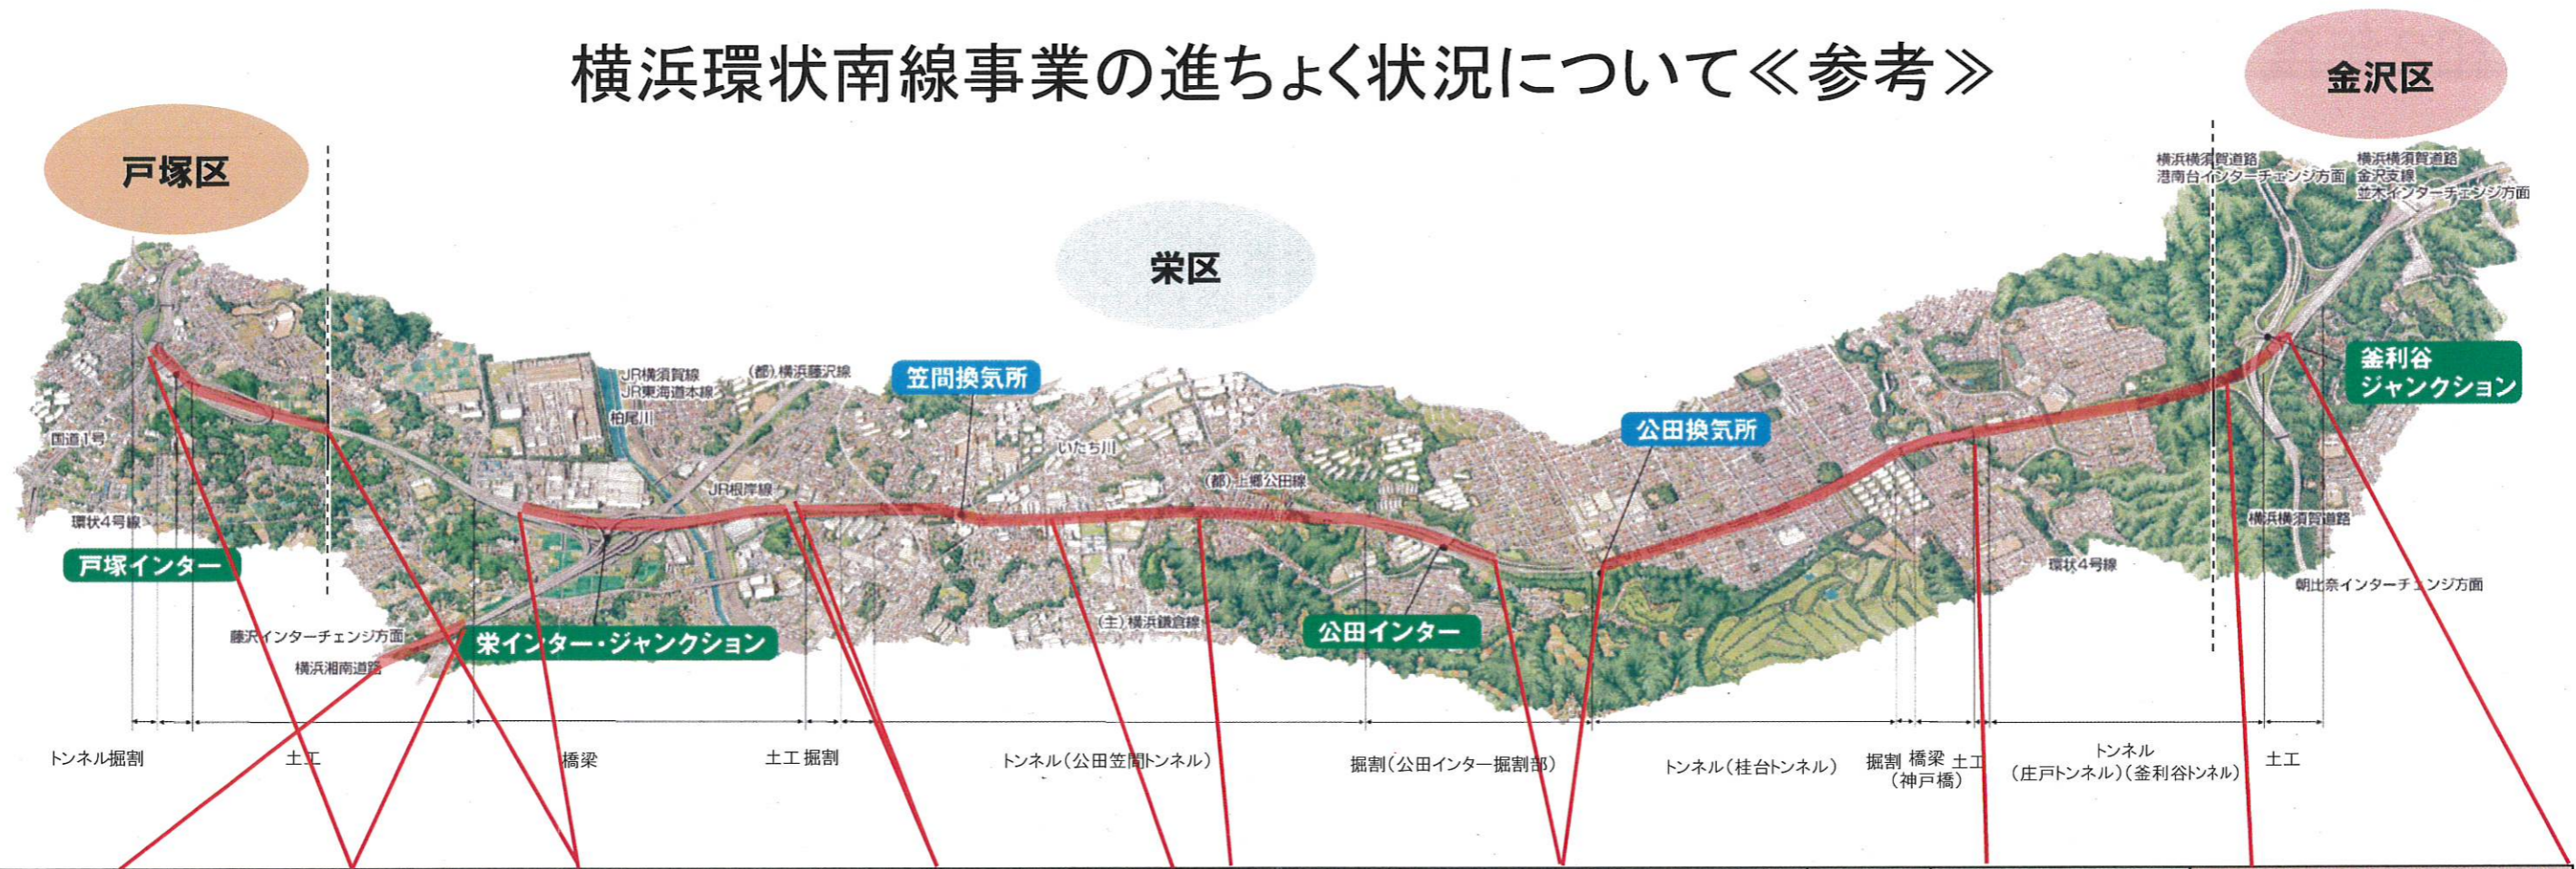 横浜環状南線事業の進ちょく状況について≪参考≫
戸塚区
栄区
金沢区
横浜横須賀道路
港南台インターチェンジ方面
横浜横須賀道路
金沢支線
並木インターチェンジ方面
釜利谷
ジャンクション
JR横須賀線
JR東海道本線
柏尾川
(都)横浜藤沢線
笠間換気所
いたち川
公田換気所
国道1号
JR根岸線
(都)上郷公田線
環状4号線
戸塚インター
横浜横須賀道路
環状4号線
朝比奈インターチェンジ方面
藤沢インターチェンジ方面
横浜湘南道路
栄インター・ジャンクション
(主)横浜鎌倉線
公田インター
トンネル掘割
土工
橋梁
土工 掘割
トンネル(公田笠間トンネル)
掘割(公田インター掘割部)
トンネル(桂台トンネル)
掘割 橋梁 土工
(神戸橋)
トンネル
(庄戸トンネル)(釜利谷トンネル)
土工